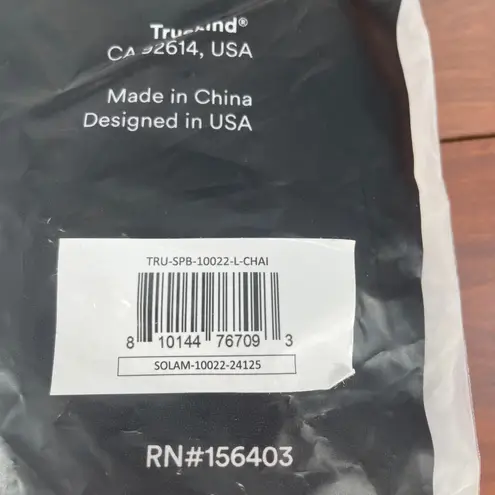 Truekind®
CA 92614, USA
Made in China
Designed in USA
TRU-SPB-10022-L-CHAI
8 10144 76709 3
SOLAM-10022-24125
RN#156403